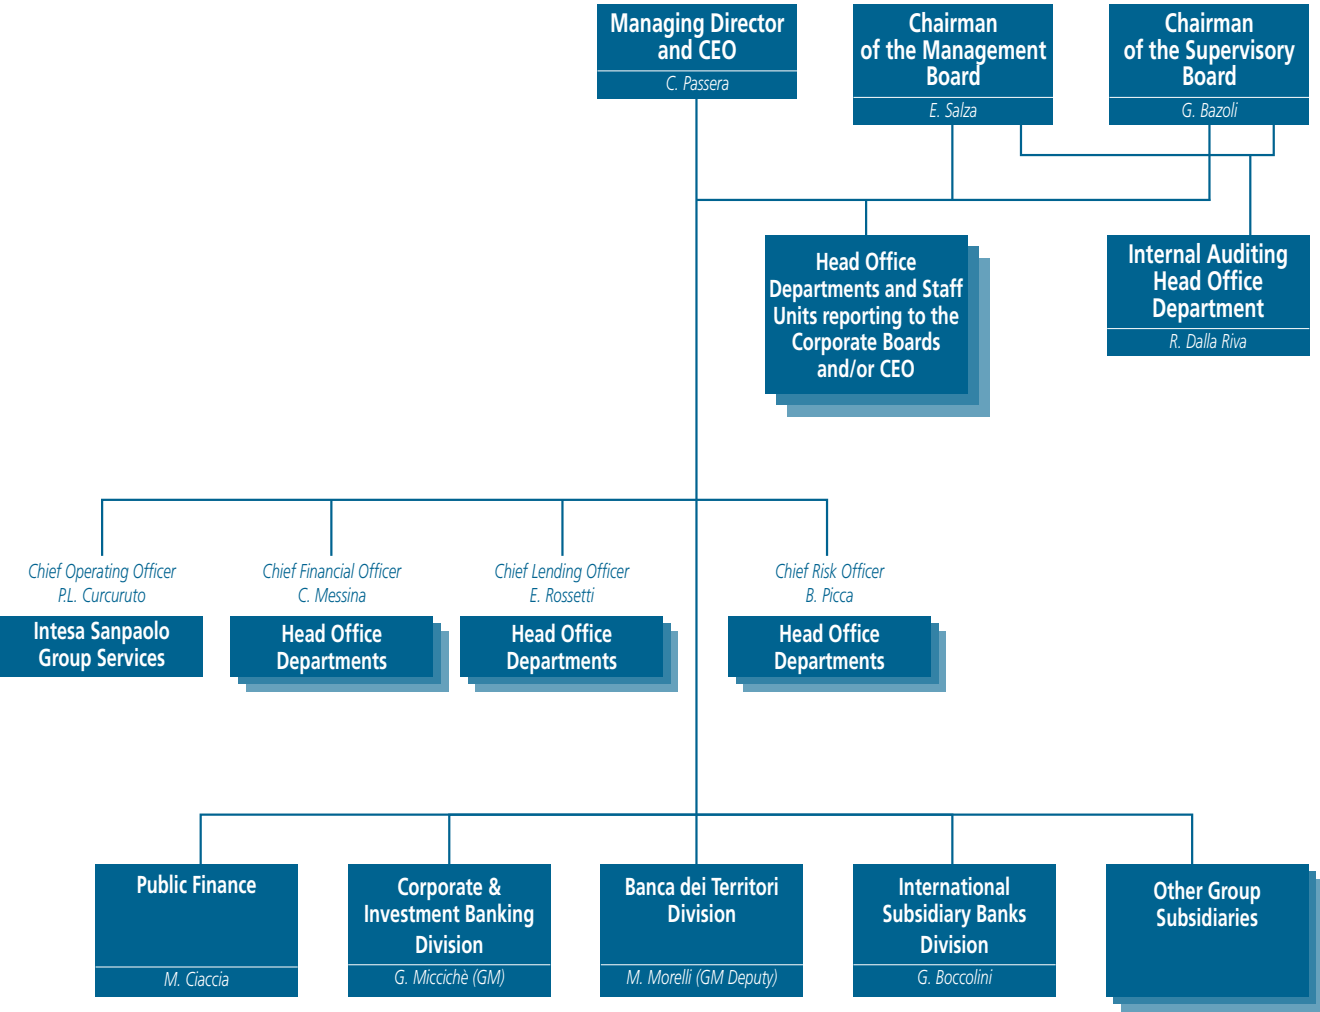 Managing Director
and CEO
C. Passera
Chairman
of the Management
Board
E. Salza
Chairman
of the Supervisory
Board
G. Bazoli
Head Office
Departments and Staff
Units reporting to the
Corporate Boards
and/or CEO
Internal Auditing
Head Office
Department
R. Dalla Riva
Chief Operating Officer
P.L. Curcuruto
Intesa Sanpaolo
Group Services
Chief Financial Officer
C. Messina
Head Office
Departments
Chief Lending Officer
E. Rossetti
Head Office
Departments
Chief Risk Officer
B. Picca
Head Office
Departments
Public Finance
M. Ciaccia
Corporate &
Investment Banking
Division
G. Miccichè (GM)
Banca dei Territori
Division
M. Morelli (GM Deputy)
International
Subsidiary Banks
Division
G. Boccolini
Other Group
Subsidiaries